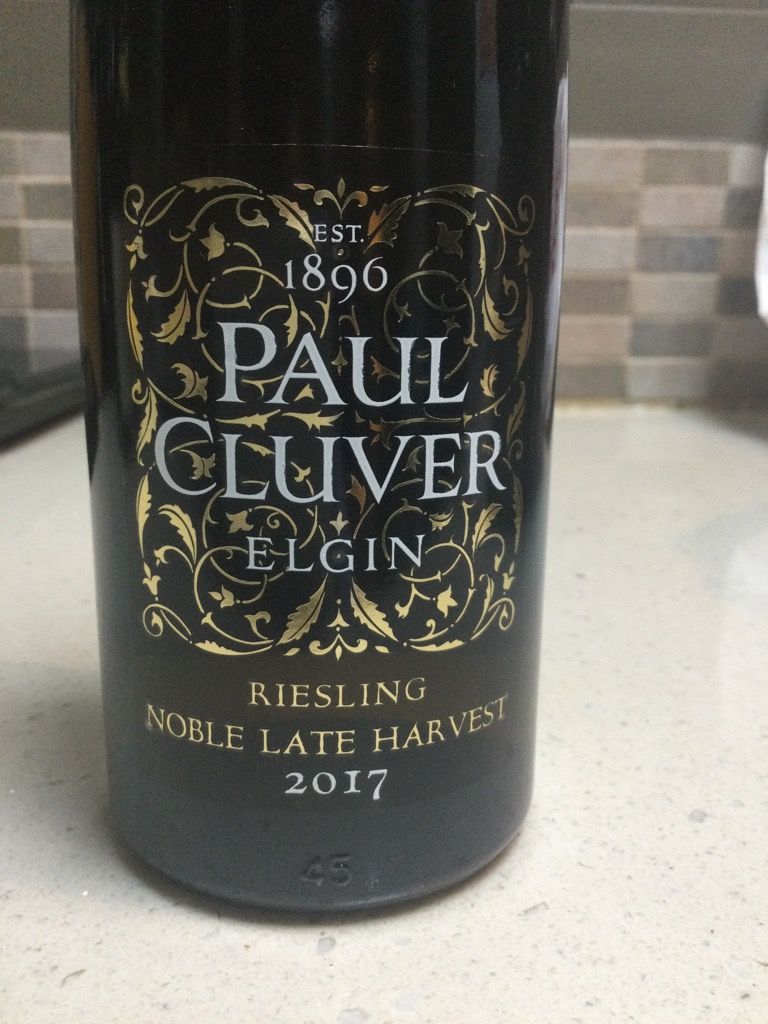 EST.
1896
PAUL
CLUVER
ELGIN
RIESLING
NOBLE LATE HARVEST
2017
45